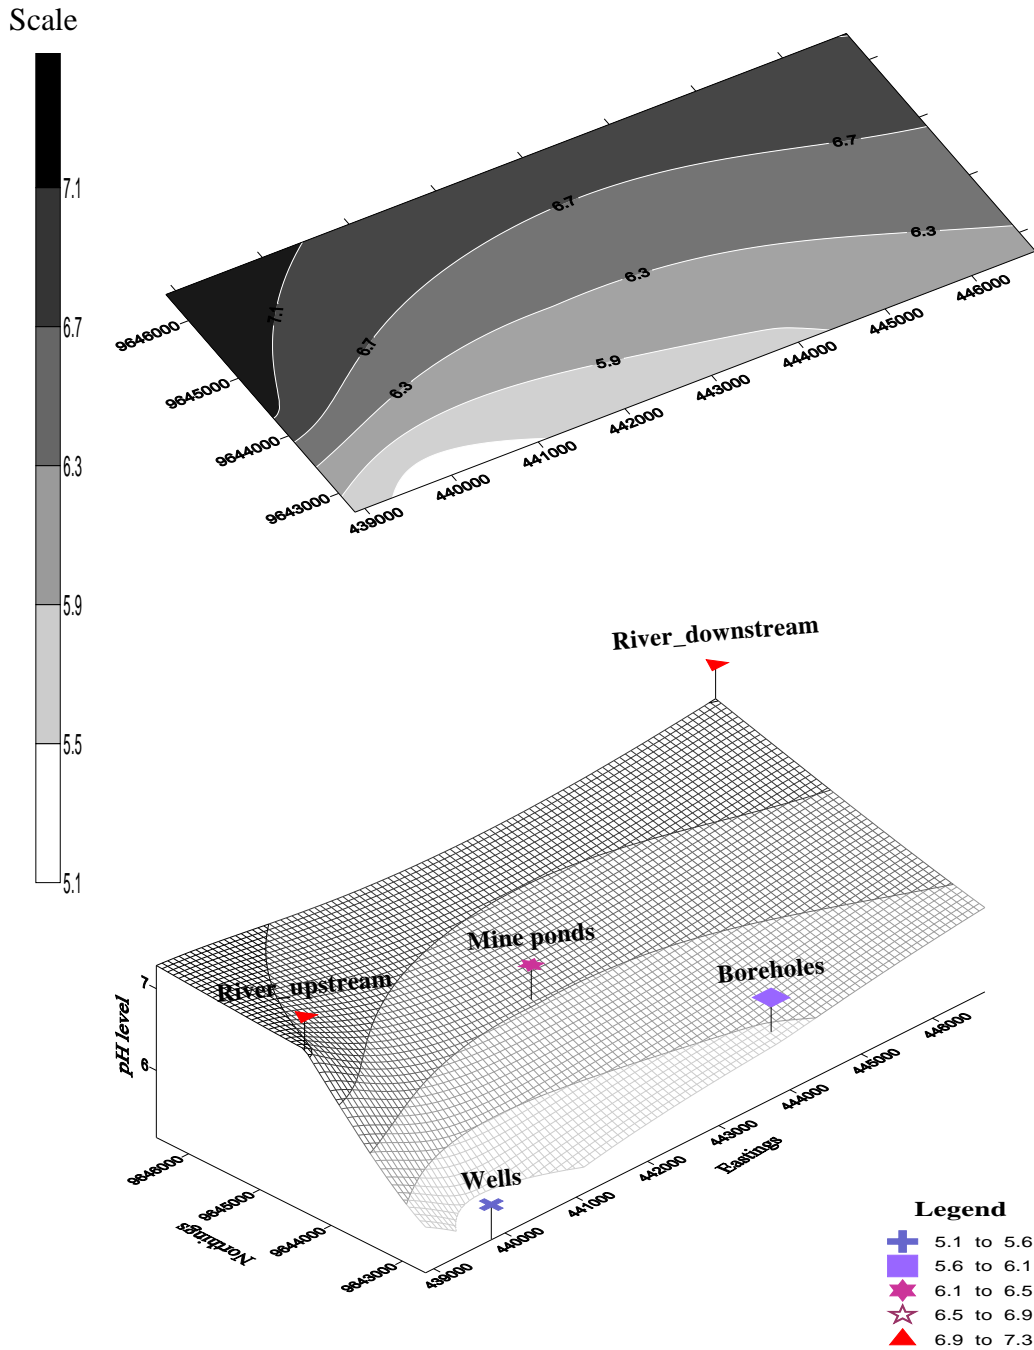 Scale
7.1
6.7
6.3
5.9
5.5
5.1
6.7
6.7
6.3
6.3
7.1
6.7
6.3
5.9
9646000
9645000
9644000
9643000
439000
440000
441000
442000
443000
444000
445000
446000
River_downstream
Mine ponds
River_upstream
Boreholes
Wells
7
6
pH level
9646000
9645000
9644000
9643000
Northings
439000
440000
441000
442000
443000
444000
445000
446000
Eastings
Legend
5.1 to 5.6
5.6 to 6.1
6.1 to 6.5
6.5 to 6.9
6.9 to 7.3